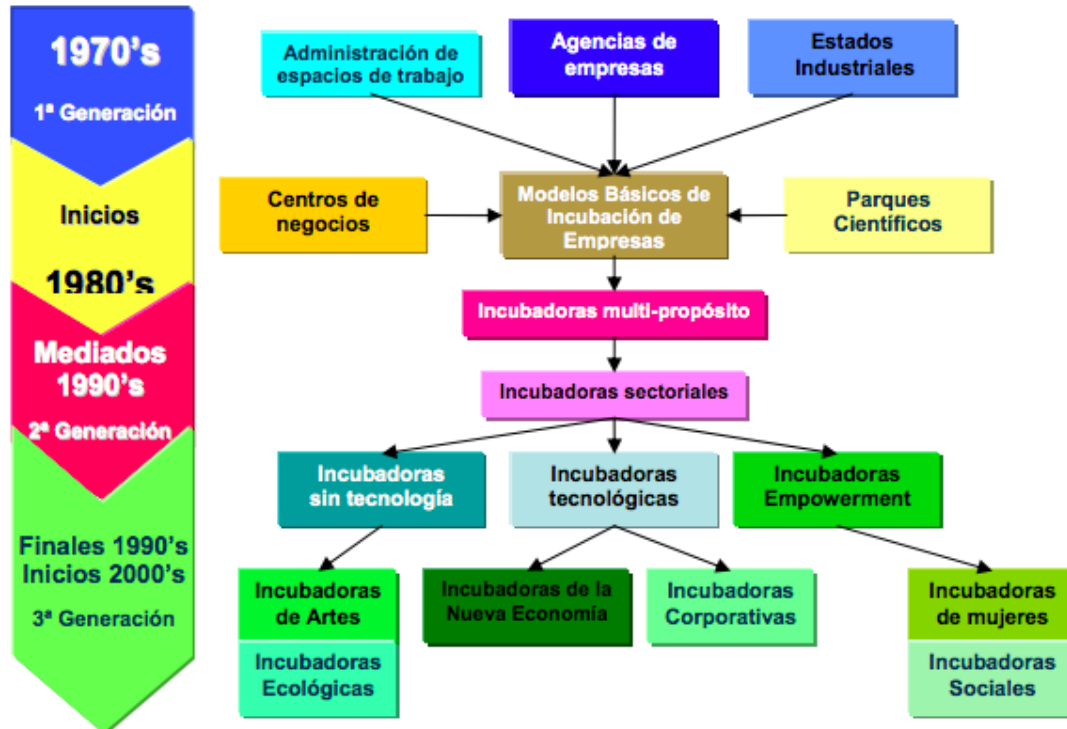 1970's
1ª Generación
Inicios
1980's
Mediados
1990's
2ª Generación
Finales 1990's
Inicios 2000's
3ª Generación
Administración de
espacios de trabajo
Agencias de
empresas
Estados
Industriales
Centros de
negocios
Modelos Básicos de
Incubación de
Empresas
Parques
Científicos
Incubadoras multi-propósito
Incubadoras sectoriales
Incubadoras
sin tecnología
Incubadoras
tecnológicas
Incubadoras
Empowerment
Incubadoras
de Artes
Incubadoras
Ecológicas
Incubadoras de la
Nueva Economía
Incubadoras
Corporativas
Incubadoras
de mujeres
Incubadoras
Sociales